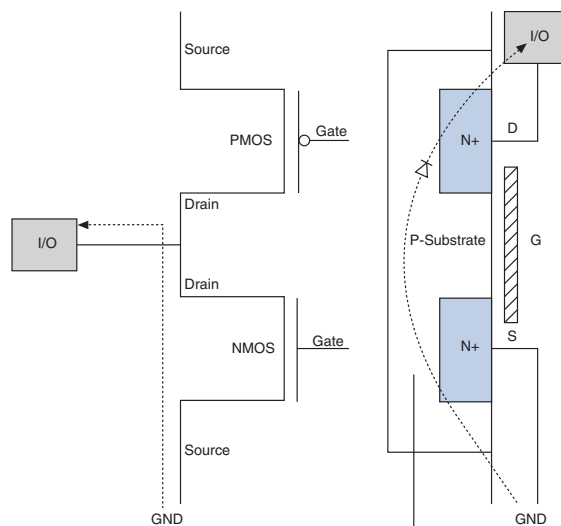 Source
PMOS
Gate
Drain
I/O
Drain
NMOS
Gate
Source
GND
I/O
D
N+
P-Substrate
G
S
N+
GND